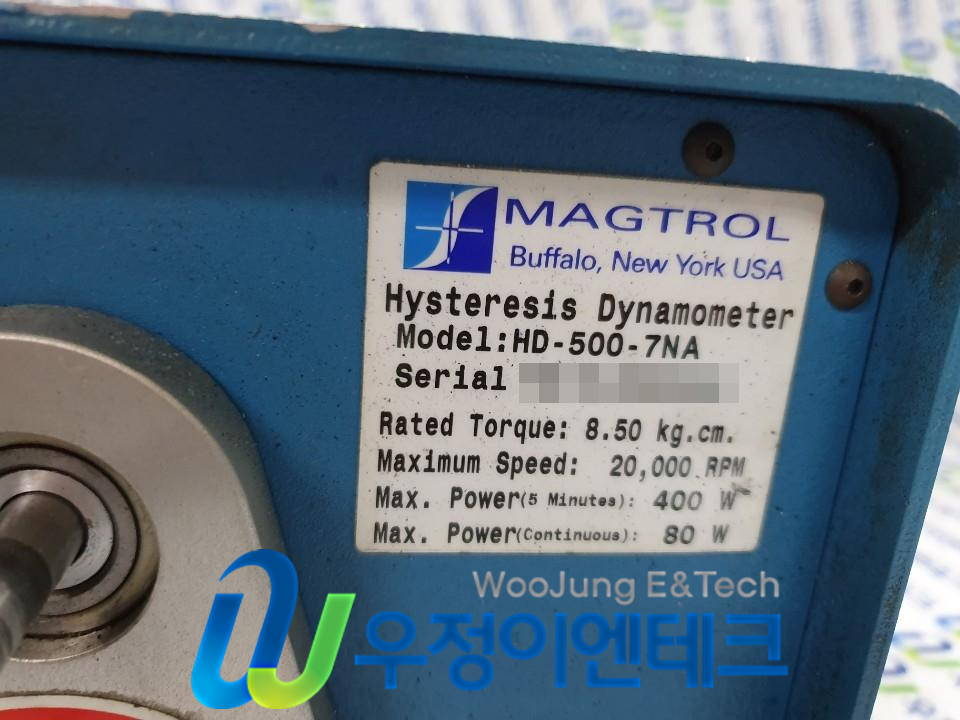 MAGTROL
Buffalo, New York USA
Hysteresis Dynamometer
Model:HD-500-7NA
Serial
Rated Torque: 8.50 kg.cm.
Maximum Speed: 20,000 RPM
Max. Power(5 Minutes): 400 W
Max. Power(Continuous): 80 W
WooJung E&Tech
우정이엔테크